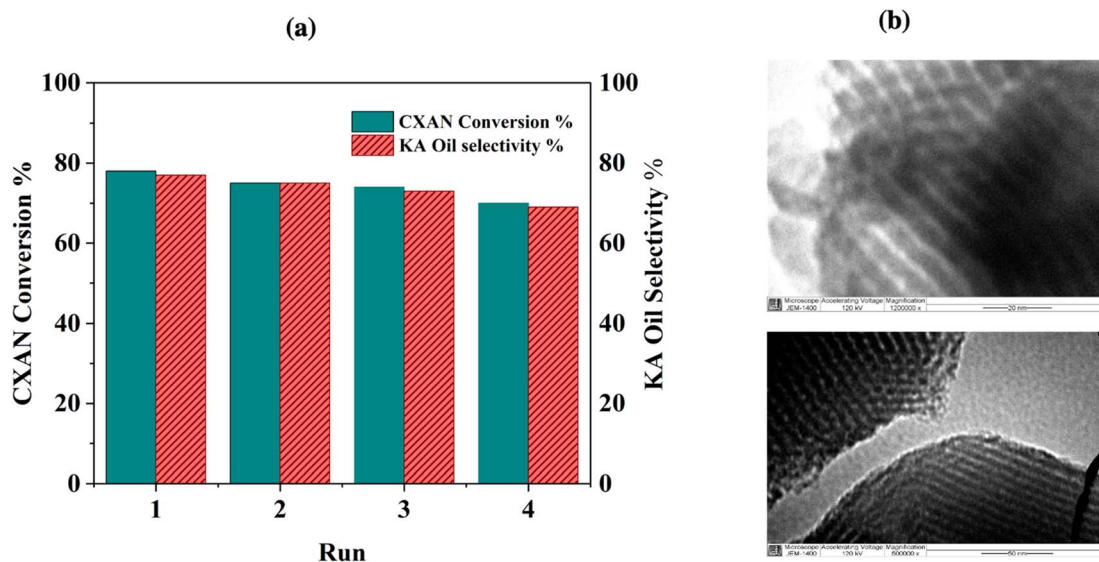 (a)
(b)
100
80
60
40
20
0
CXAN Conversion %
CXAN Conversion %
KA Oil selectivity %
100
80
60
40
20
0
KA Oil Selectivity %
1 2 3 4
Run
Microscope Accelerating Voltage Magnification
JEM-1400 120 kV 1200000 x 20 nm
Microscope Accelerating Voltage Magnification
JEM-1400 120 kV 500000 x 50 nm